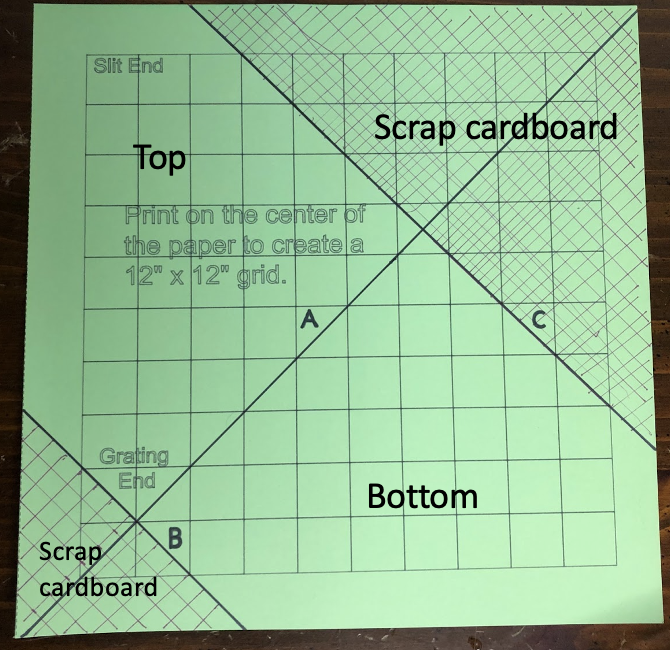 Slit End
Scrap cardboard
Top
Print on the center of
the paper to create a
12" x 12" grid.
A
C
Grating
End
Bottom
B
Scrap
cardboard